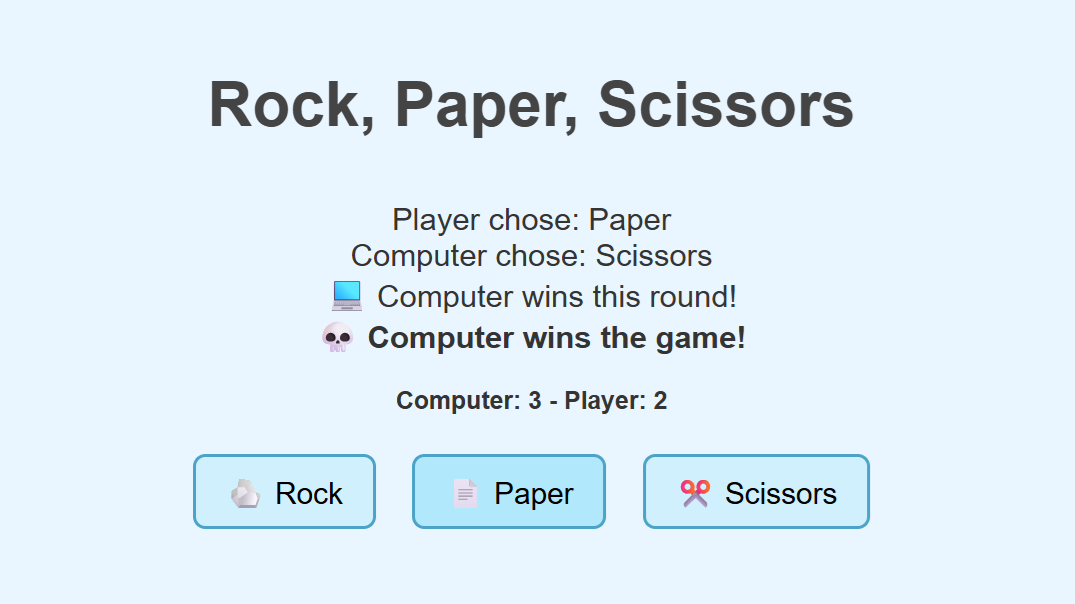 Rock, Paper, Scissors
Player chose: Paper
Computer chose: Scissors
💻 Computer wins this round!
💀 Computer wins the game!
Computer: 3 - Player: 2
Rock
Paper
Scissors